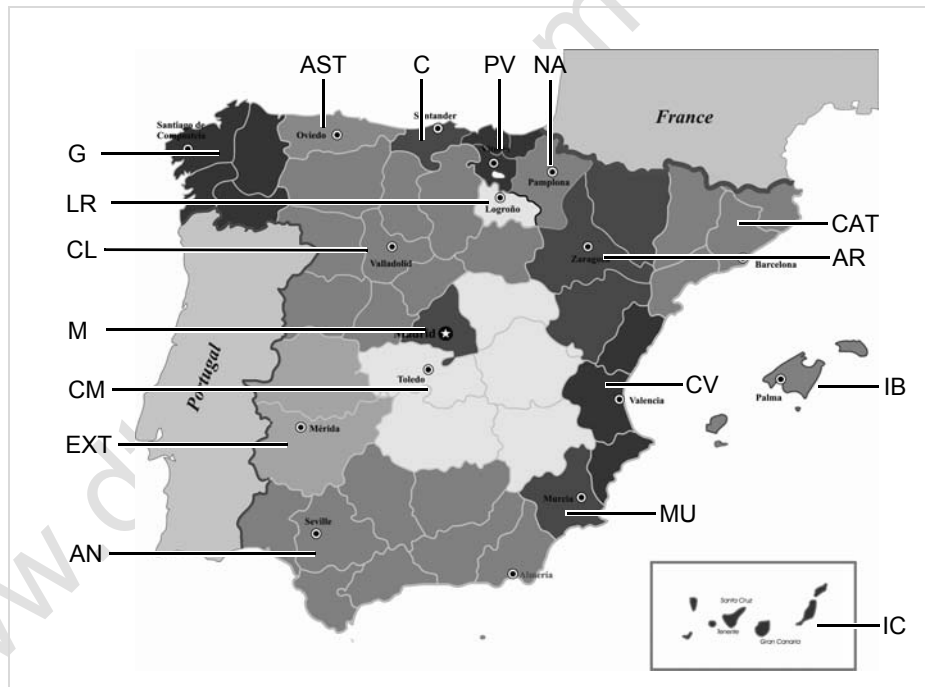 AST C PV NA
Santander
France
Santiago de
Compostela
Oviedo
G
Pamplona
LR
Logroño
CAT
CL
Valladolid
Zaragoza
AR
Barcelona
M
Madrid
Portugal
Toledo
CM
CV
IB
Palma
Valencia
Mérida
EXT
Murcia
MU
Seville
AN
Almería
Santa Cruz
Tenerife
Gran Canaria
IC